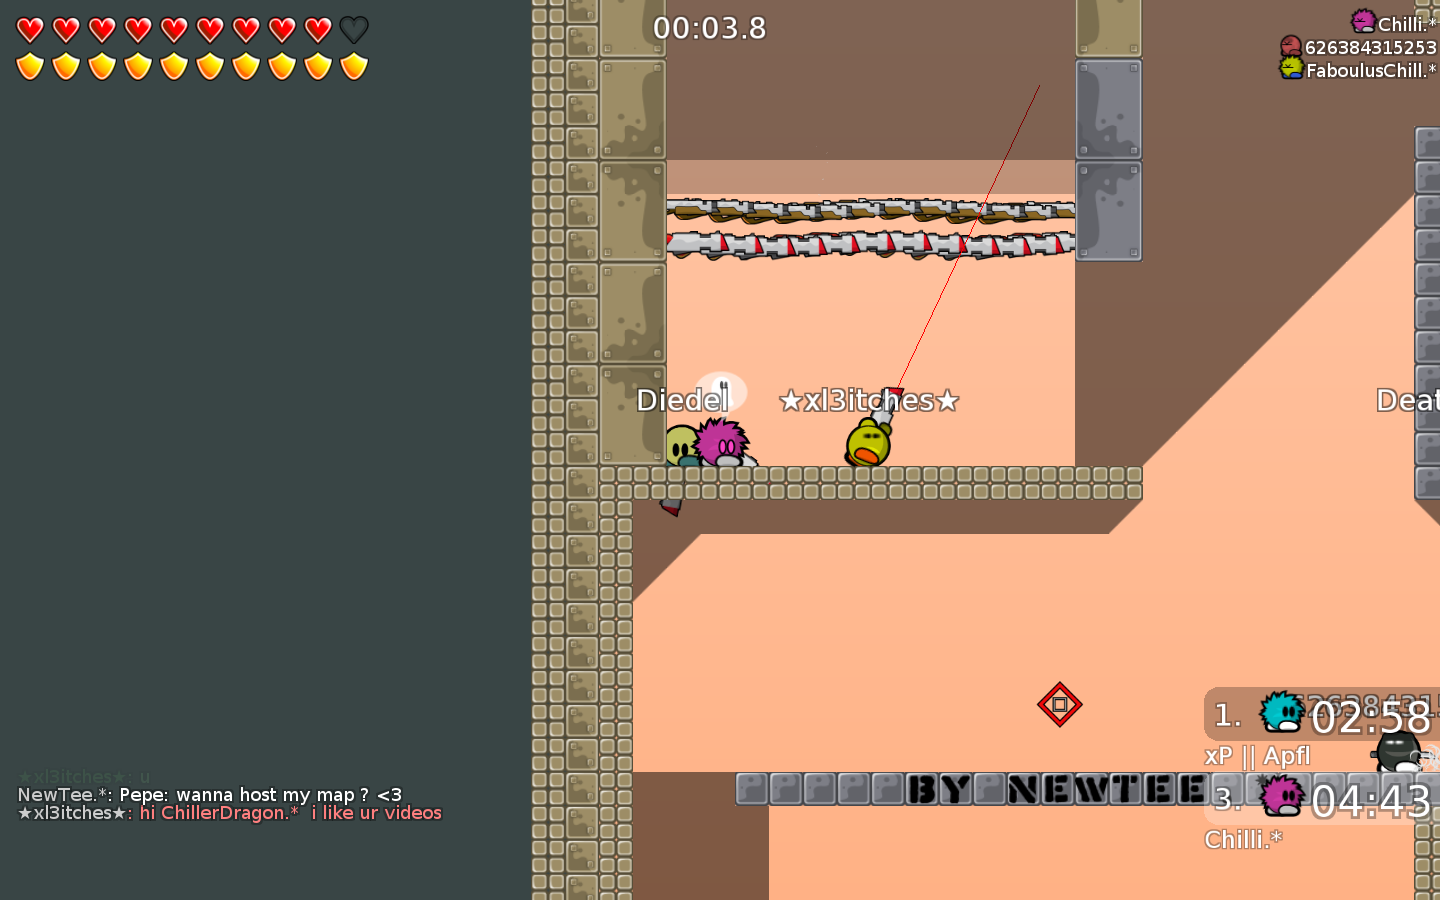 00:03.8
Chilli.*
626384315253
FaboulusChill.*
Diedel
★xl3itches★
1. 02:58
xP || Apfl
BY NEWTEE
3. 04:43
Chilli.*
★xl3itches★: u
NewTee.*: Pepe: wanna host my map ? <3
★xl3itches★: hi ChillerDragon.* i like ur videos